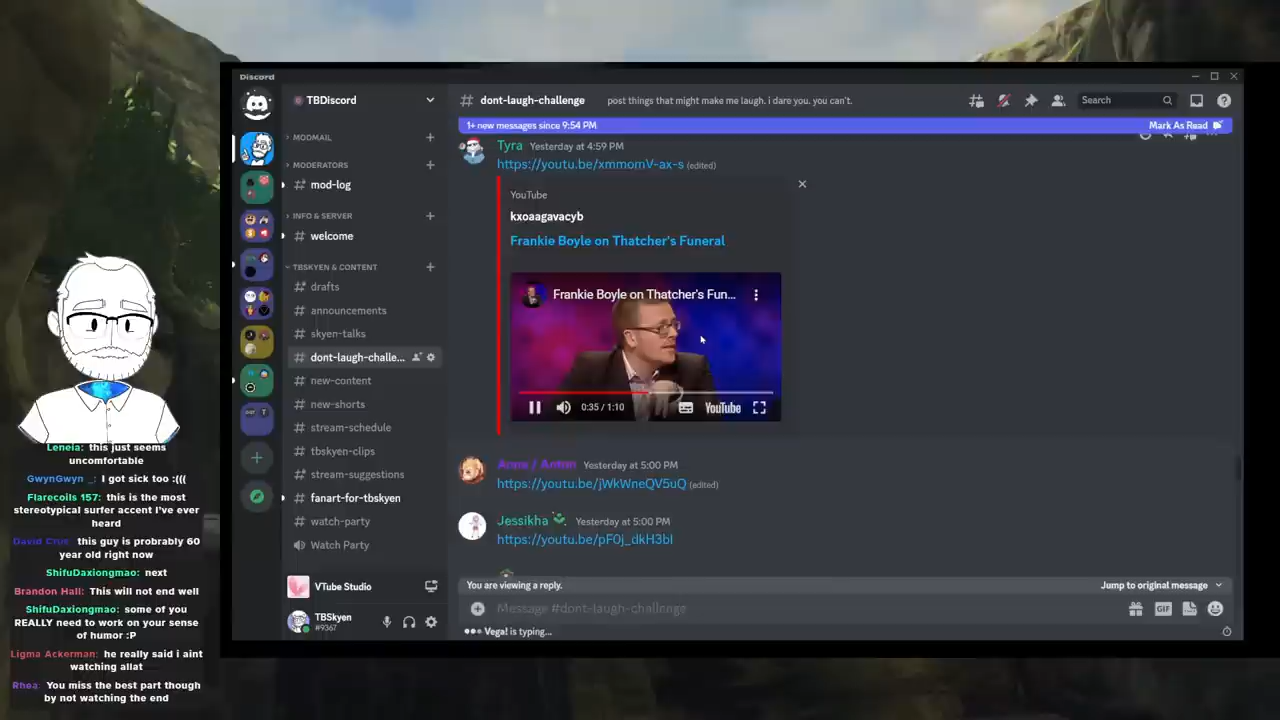 Discord
TBDiscord
# dont-laugh-challenge
post things that might make me laugh. i dare you. you can't.
Search
1+ new messages since 9:54 PM
Mark As Read
MODMAIL
MODERATORS
mod-log
INFO & SERVER
welcome
TBSKYEN & CONTENT
drafts
announcements
skyen-talks
dont-laugh-challe...
new-content
new-shorts
stream-schedule
tbskyen-clips
stream-suggestions
fanart-for-tbskyen
watch-party
Watch Party
VTube Studio
TBSkyen
#9367
Tyra Yesterday at 4:59 PM
https://youtu.be/xmmomV-ax-s (edited)
YouTube
kxoaagavacyb
Frankie Boyle on Thatcher's Funeral
Frankie Boyle on Thatcher's Fun...
0:35 / 1:10
YouTube
Anna / Anton Yesterday at 5:00 PM
https://youtu.be/jWkWneQV5uQ (edited)
Jessikha Yesterday at 5:00 PM
https://youtu.be/pF0j_dkH3bI
You are viewing a reply.
Jump to original message
Message #dont-laugh-challenge
GIF
Vega! is typing...
Leneia: this just seems
uncomfortable
GwynGwyn_: I got sick too :(((
Flarecoils 157: this is the most
stereotypical surfer accent I've ever
heard
David Crue: this guy is probrably 60
year old right now
ShifuDaxiongmao: next
Brandon Hall: This will not end well
ShifuDaxiongmao: some of you
REALLY need to work on your sense
of humor :P
Ligma Ackerman: he really said i aint
watching allat
Rhea: You miss the best part though
by not watching the end